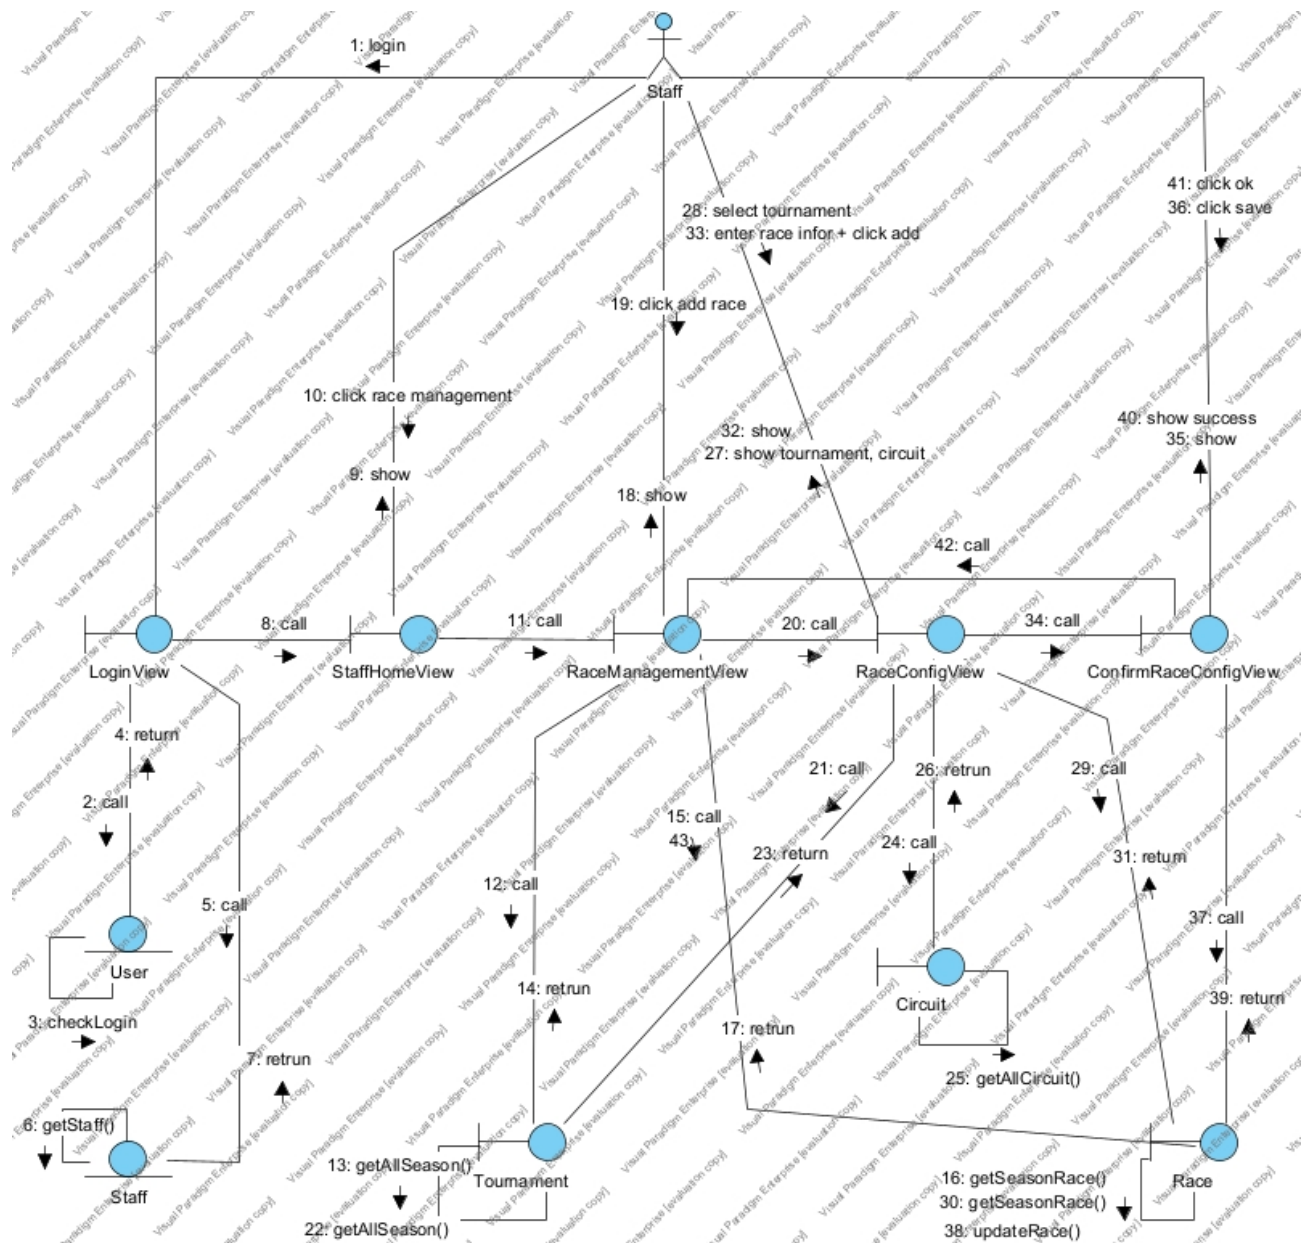 1: login
Staff
41: click ok
36: click save
28: select tournament
33: enter race infor + click add
19: click add race
10: click race management
40: show success
35: show
32: show
27: show tournament, circuit
9: show
18: show
42: call
8: call
11: call
20: call
34: call
LoginView
StaffHomeView
RaceManagementView
RaceConfigView
ConfirmRaceConfigView
4: return
21: call
26: retrun
29: call
2: call
15: call
43:
24: call
23: return
31: return
12: call
5: call
37: call
User
14: retrun
Circuit
39: return
3: checkLogin
17: retrun
7: retrun
25: getAllCircuit()
6: getStaff()
13: getAllSeason()
Tournament
16: getSeasonRace()
Race
Staff
30: getSeasonRace()
22: getAllSeason()
38: updateRace()
Visual Paradigm Enterprise [evaluation copy]